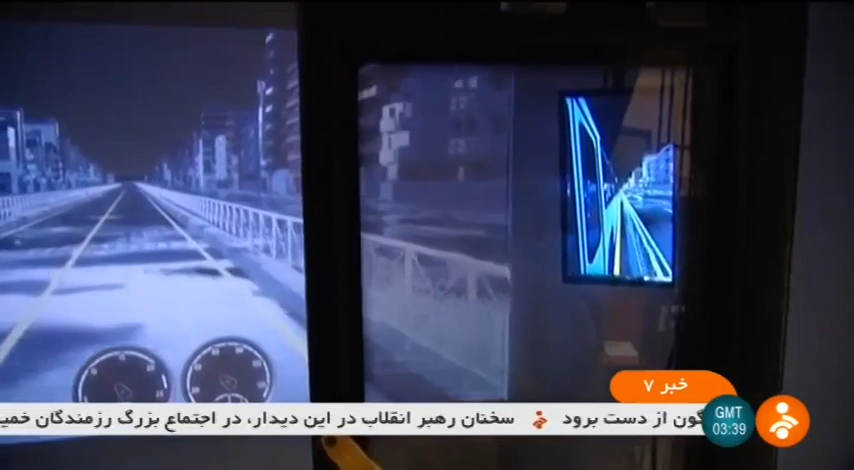 خبر ۷
گون از دست برود سخنان رهبر انقلاب در این دیدار، در اجتماع بزرگ رزمندگان
GMT
03:39